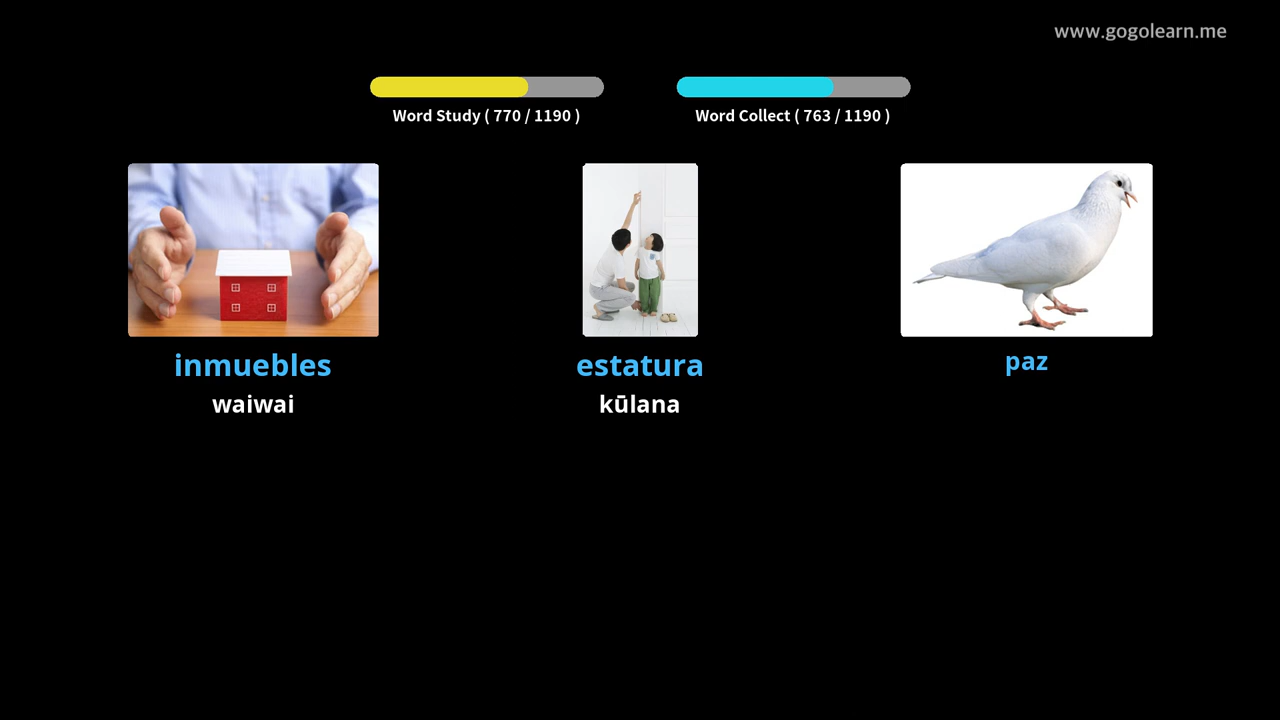 www.gogolearn.me
Word Study ( 770 / 1190 )
Word Collect ( 763 / 1190 )
inmuebles
estatura
paz
waiwai
kūlana